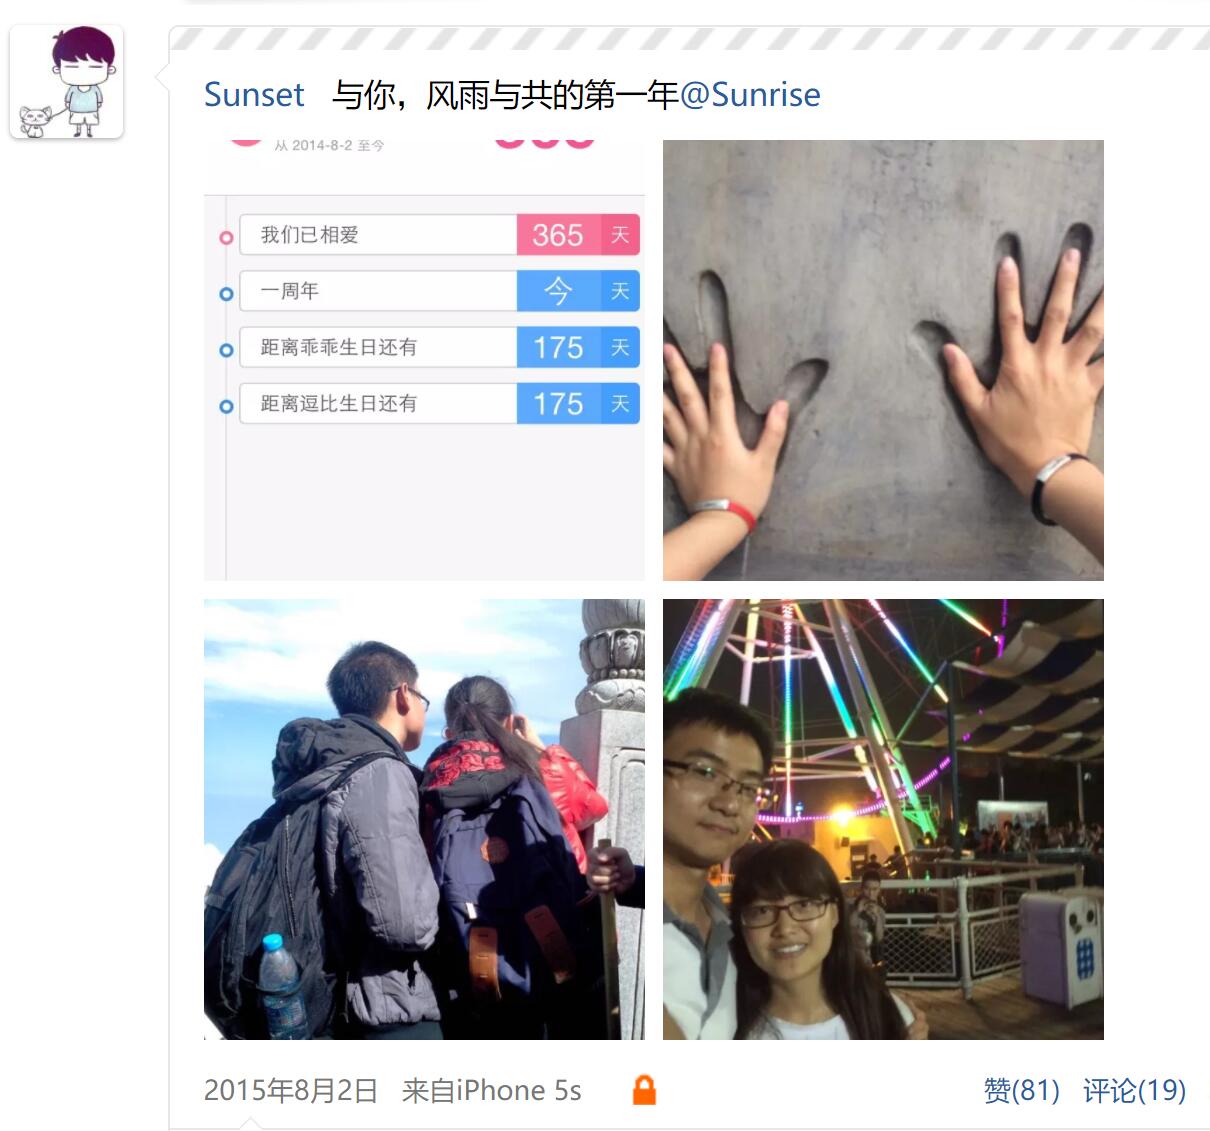 Sunset 与你，风雨与共的第一年@Sunrise
从 2014-8-2 至今
我们已相爱 365 天
一周年 今 天
距离乖乖生日还有 175 天
距离逗比生日还有 175 天
2015年8月2日 来自iPhone 5s 赞(81) 评论(19)